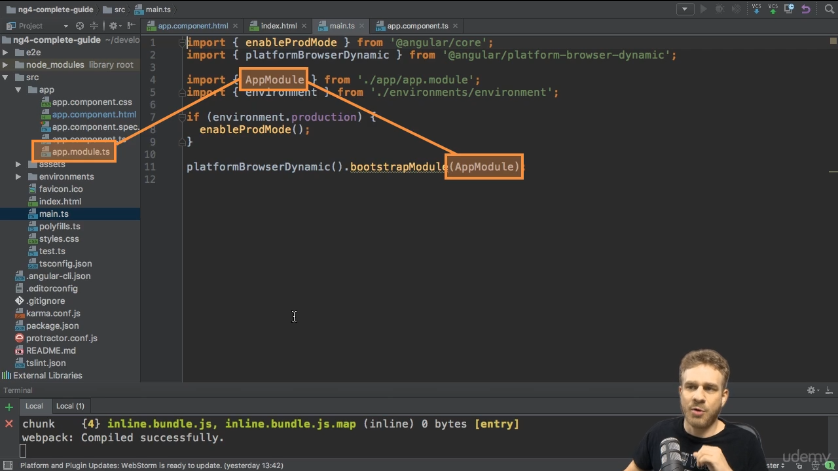 ng4-complete-guide src main.ts
Project app.component.html index.html main.ts app.component.ts
ng4-complete-guide ~/develo
e2e
node_modules library root
src
app
app.component.css
app.component.html
app.component.spec.
app.component.ts
app.module.ts
assets
environments
favicon.ico
index.html
main.ts
polyfills.ts
styles.css
test.ts
tsconfig.json
.angular-cli.json
.editorconfig
.gitignore
karma.conf.js
package.json
protractor.conf.js
README.md
tslint.json
External Libraries
1 import { enableProdMode } from '@angular/core';
2 import { platformBrowserDynamic } from '@angular/platform-browser-dynamic';
3
4 import { AppModule } from './app/app.module';
5 import { environment } from './environments/environment';
6
7 if (environment.production) {
8 enableProdMode();
9 }
10
11 platformBrowserDynamic().bootstrapModule(AppModule)
12
Terminal
Local Local (1)
chunk {4} inline.bundle.js, inline.bundle.js.map (inline) 0 bytes [entry]
webpack: Compiled successfully.
Platform and Plugin Updates: WebStorm is ready to update. (yesterday 13:42)
udemy